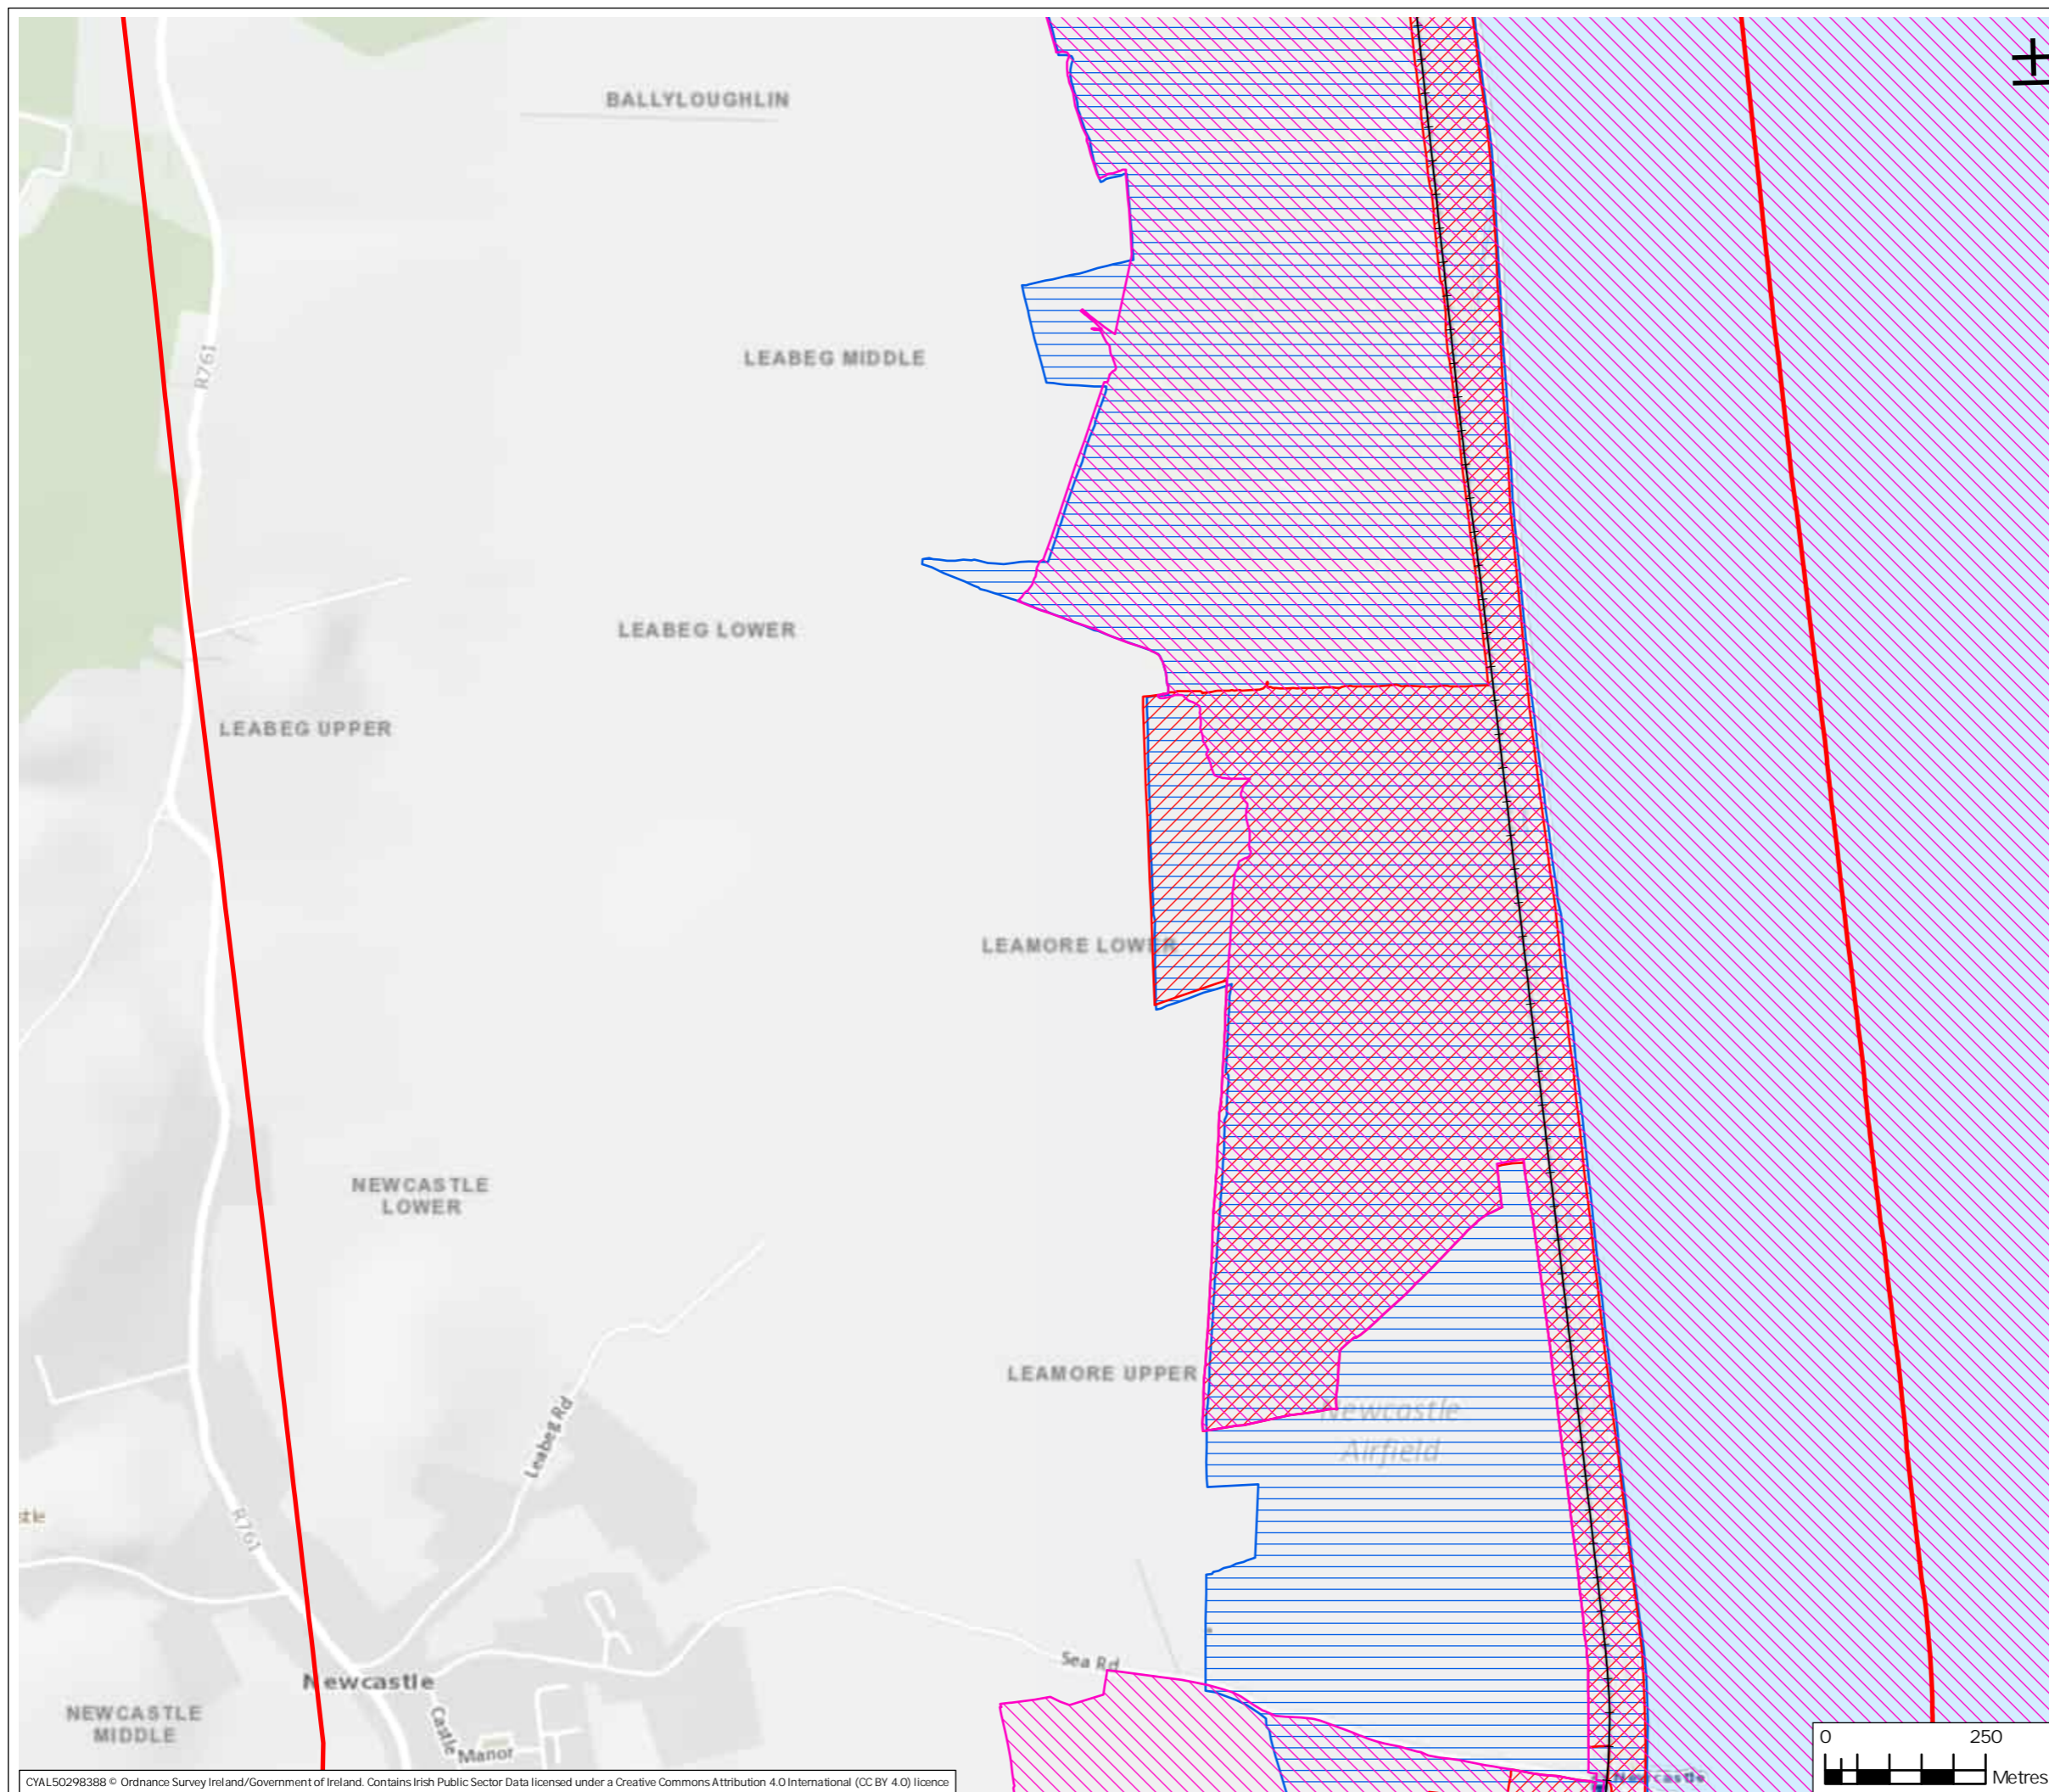 BALLYLOUGHLIN
R761
LEABEG MIDDLE
LEABEG LOWER
LEABEG UPPER
LEAMORE LOWER
NEWCASTLE
LOWER
LEAMORE UPPER
Newcastle
Airfield
Leabeg Rd
stle
R761
Sea Rd
Newcastle
NEWCASTLE
MIDDLE
Castle
Manor
0 250
Metres
Newcastle
CYAL50298388 © Ordnance Survey Ireland/Government of Ireland. Contains Irish Public Sector Data licensed under a Creative Commons Attribution 4.0 International (CC BY 4.0) licence